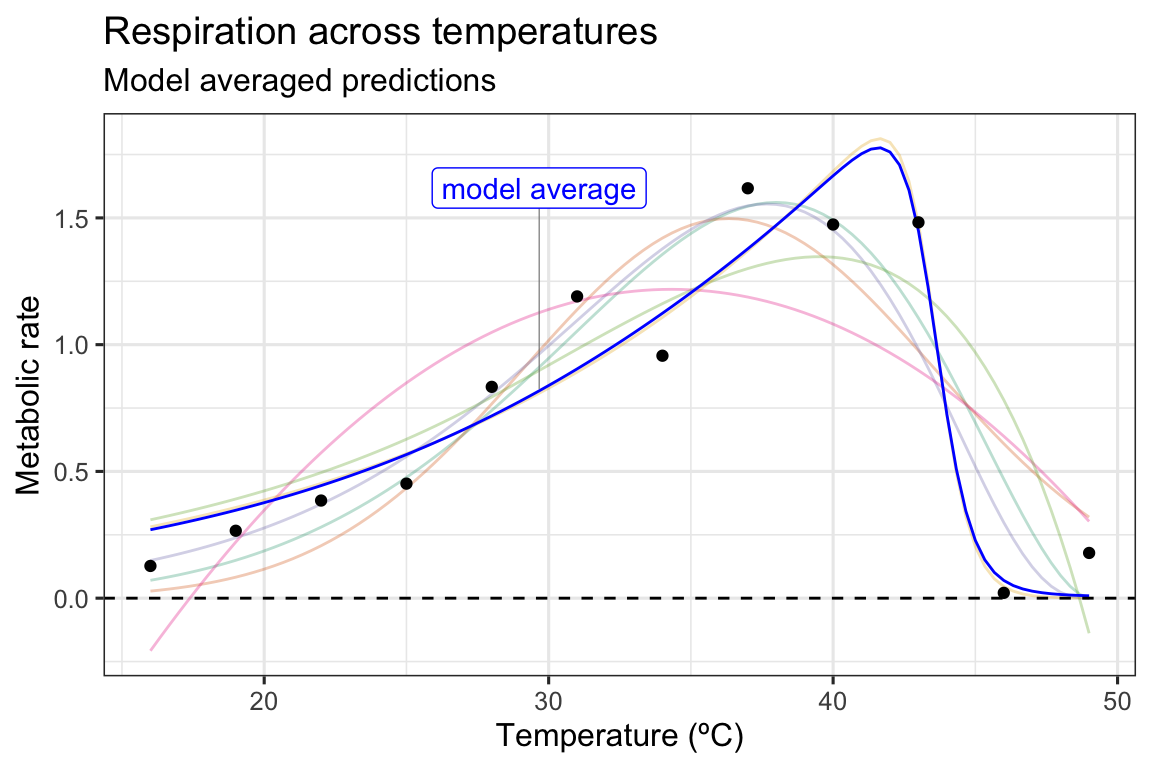 Respiration across temperatures
Model averaged predictions
model average
1.5
1.0
0.5
0.0
Metabolic rate
20 30 40 50
Temperature (ºC)